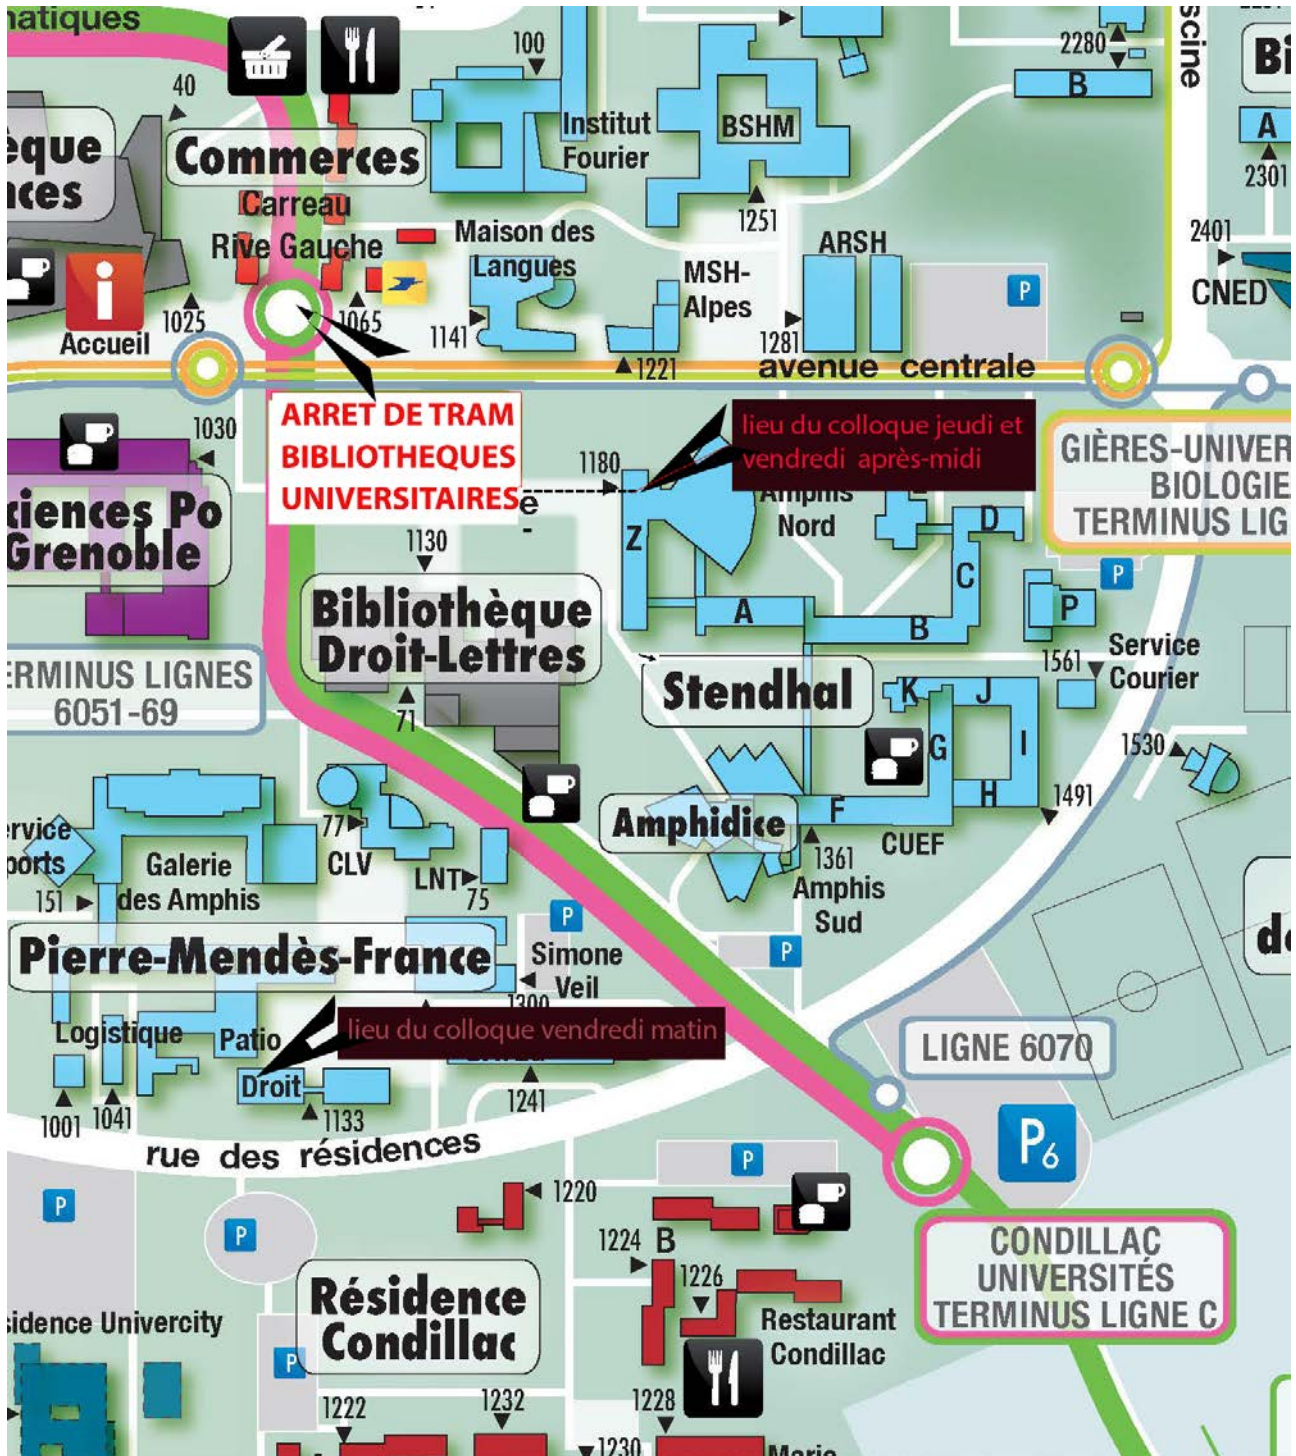 100
2280
scine
B
Bi
40
Institut
Fourier
BSHM
A
2301
Commerces
Carreau
Rive Gauche
1251
Maison des
Langues
ARSH
2401
CNED
MSH-
Alpes
P
1025
1065
1141
1281
Accueil
1221
avenue centrale
ARRET DE TRAM
BIBLIOTHEQUES
UNIVERSITAIRES
lieu du colloque jeudi et
vendredi après-midi
1030
1180
GIÈRES-UNIVER
BIOLOGIE
TERMINUS LIG
Amphis
Nord
ciences Po
Grenoble
Z
D
C
P
1130
Bibliothèque
Droit-Lettres
A
B
P
1561
Service
Courier
ERMINUS LIGNES
6051-69
71
Stendhal
K
J
G
I
H
1530
1491
Amphidice
F
CUEF
1361
Amphis
Sud
77
CLV
LNT
75
ervice
ports
151
Galerie
des Amphis
P
P
Pierre-Mendès-France
Simone
Veil
1300
lieu du colloque vendredi matin
Logistique
Patio
Droit
LIGNE 6070
1001
1041
1133
1241
rue des résidences
P6
P
P
P
1220
1224
B
1226
CONDILLAC
UNIVERSITÉS
TERMINUS LIGNE C
Résidence
Condillac
Restaurant
Condillac
sidence Univercity
P
1222
1232
1228
1230
Marie